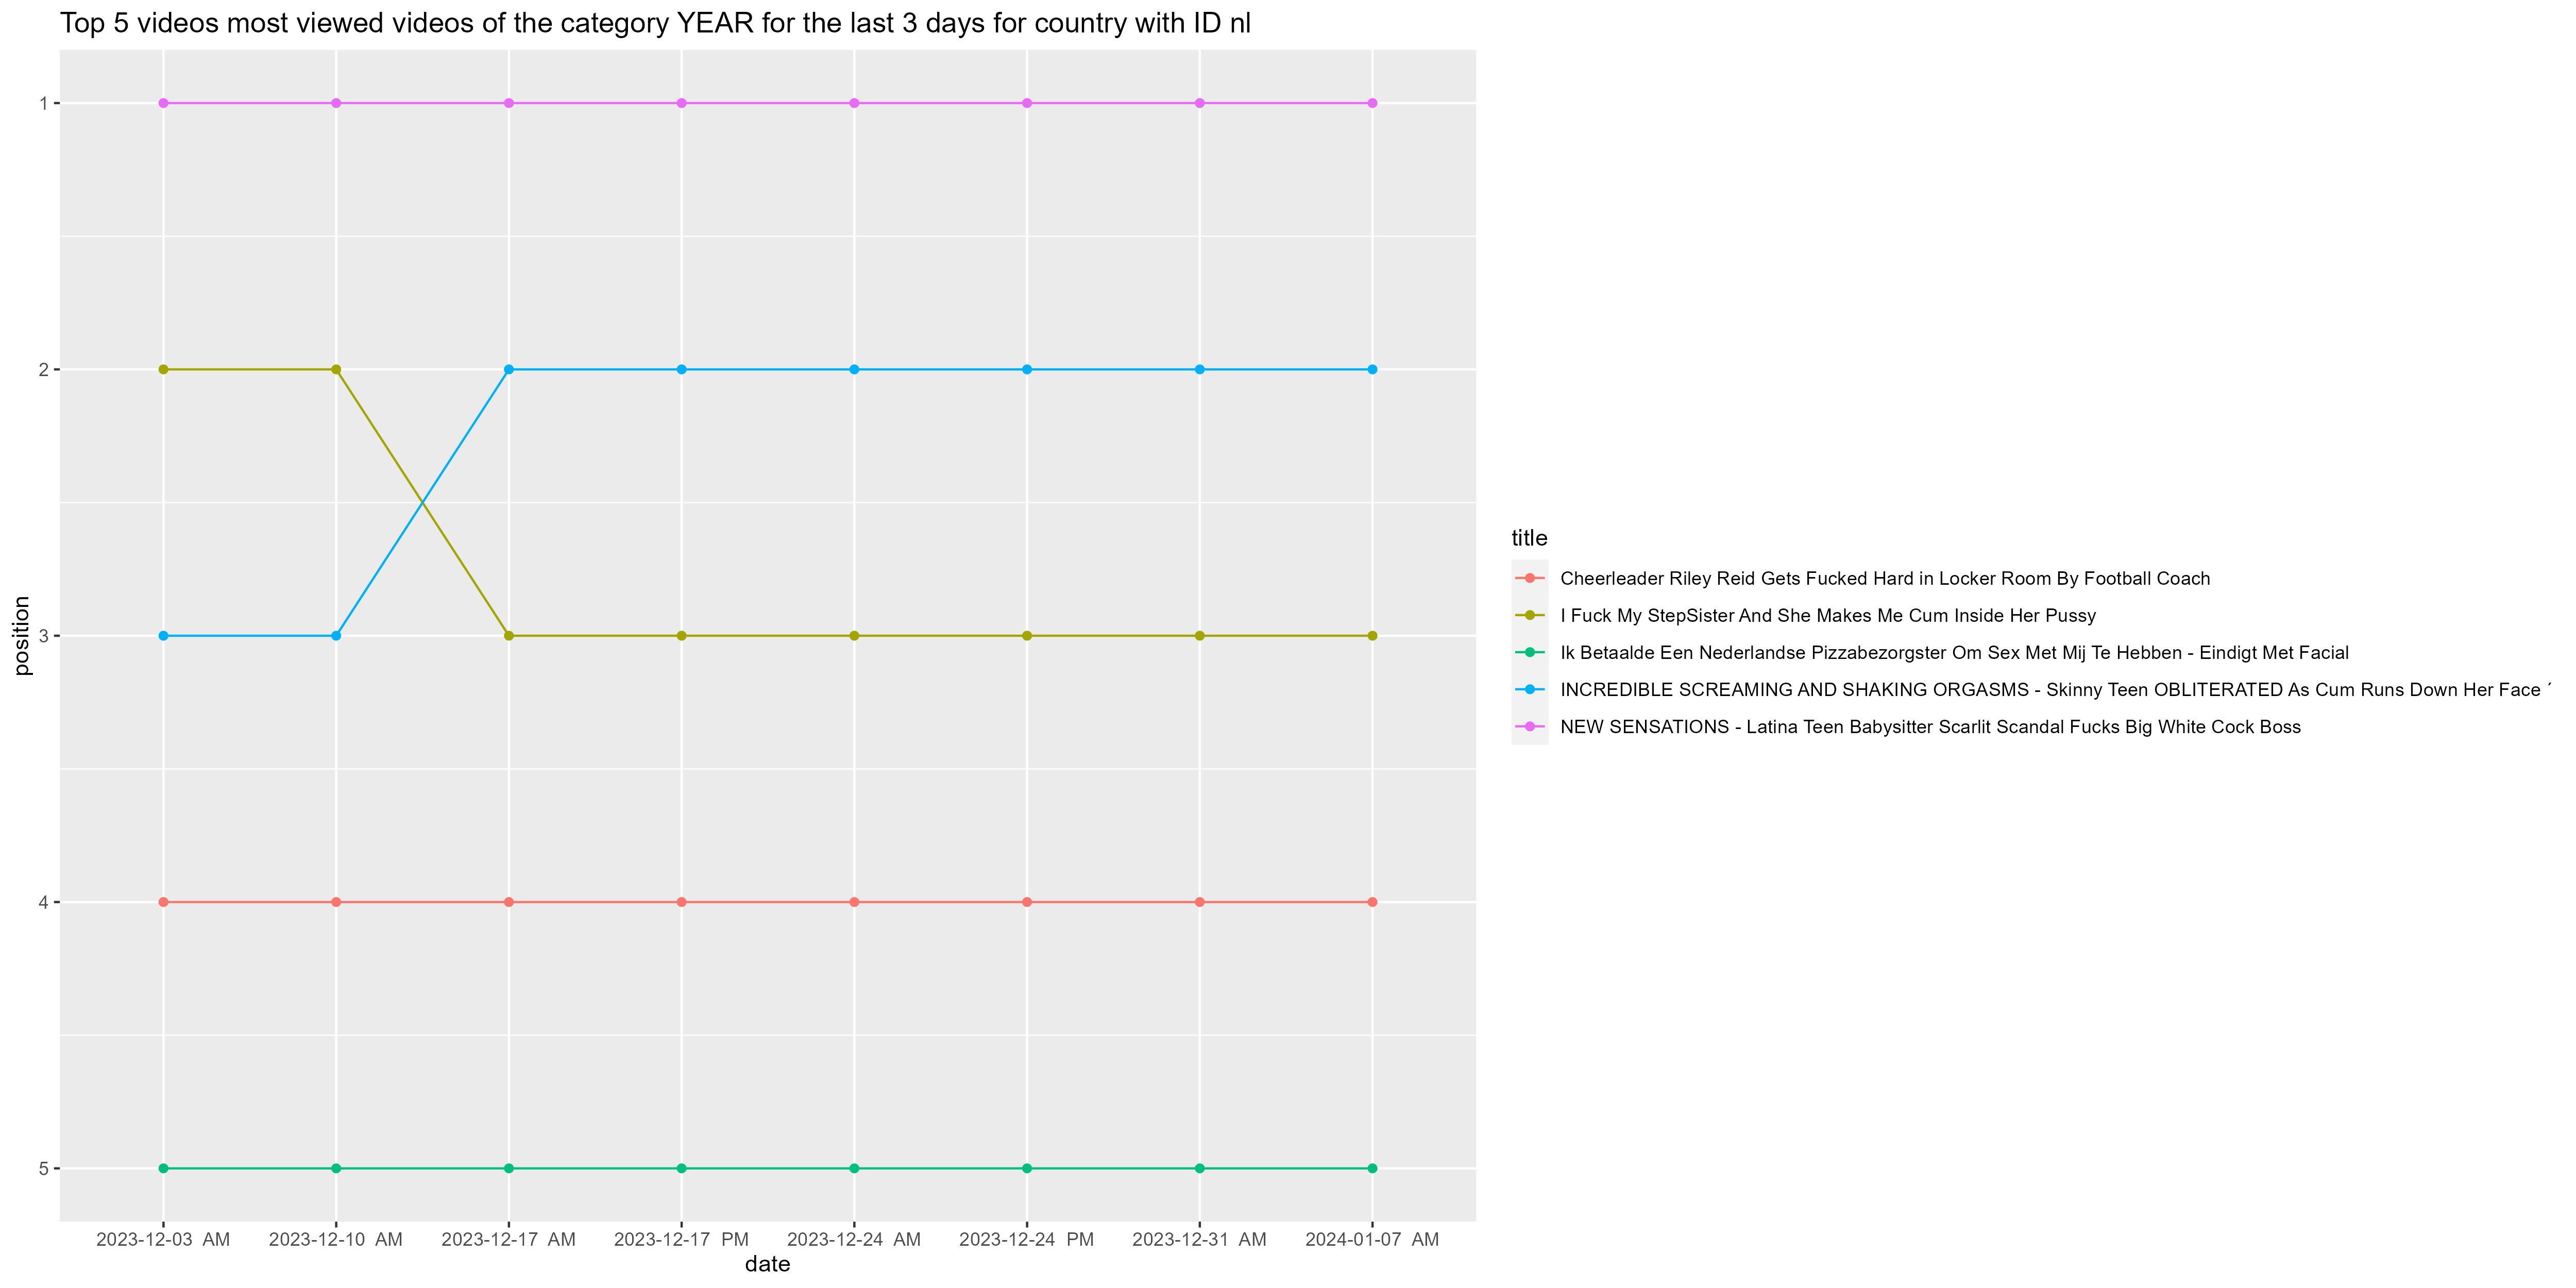 Top 5 videos most viewed videos of the category YEAR for the last 3 days for country with ID nl
position
1
2
3
4
5
2023-12-03 AM
2023-12-10 AM
2023-12-17 AM
2023-12-17 PM
2023-12-24 AM
2023-12-24 PM
2023-12-31 AM
2024-01-07 AM
date
title
Cheerleader Riley Reid Gets Fucked Hard in Locker Room By Football Coach
I Fuck My StepSister And She Makes Me Cum Inside Her Pussy
Ik Betaalde Een Nederlandse Pizzabezorgster Om Sex Met Mij Te Hebben - Eindigt Met Facial
INCREDIBLE SCREAMING AND SHAKING ORGASMS - Skinny Teen OBLITERATED As Cum Runs Down Her Face ´
NEW SENSATIONS - Latina Teen Babysitter Scarlit Scandal Fucks Big White Cock Boss